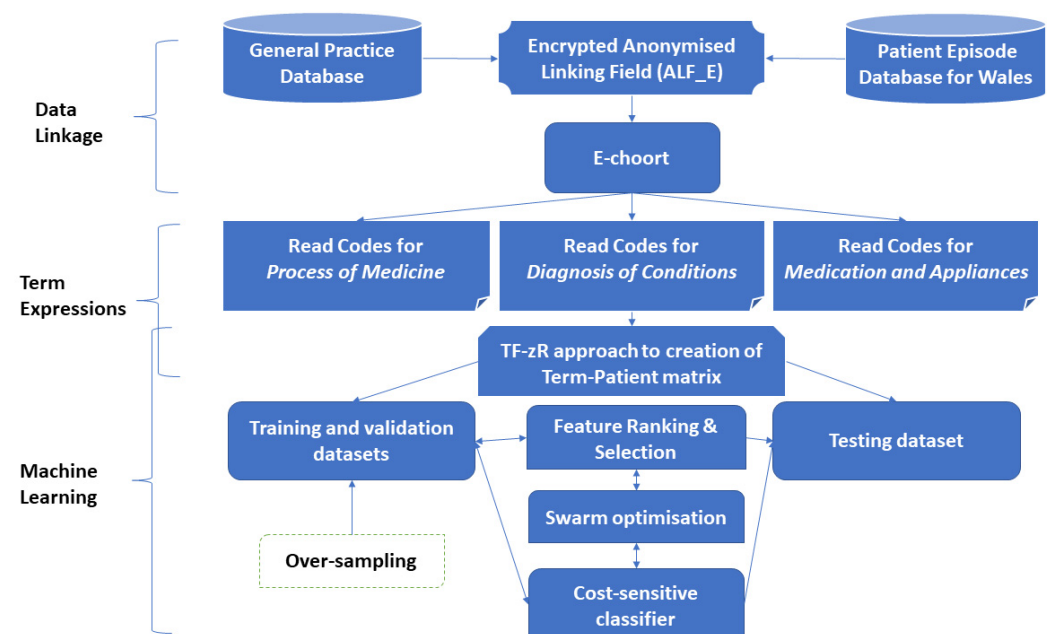 General Practice
Database
Encrypted Anonymised
Linking Field (ALF_E)
Patient Episode
Database for Wales
Data
Linkage
E-choort
Read Codes for
Process of Medicine
Read Codes for
Diagnosis of Conditions
Read Codes for
Medication and Appliances
Term
Expressions
TF-zR approach to creation of
Term-Patient matrix
Training and validation
datasets
Feature Ranking &
Selection
Testing dataset
Machine
Learning
Swarm optimisation
Over-sampling
Cost-sensitive
classifier